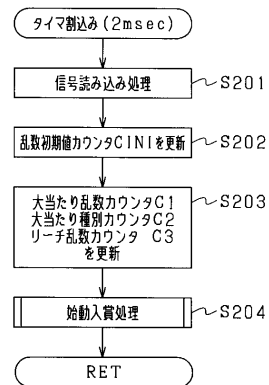 タイマ割込み(2msec)
信号読み込み処理
S201
乱数初期値カウンタCINIを更新
S202
大当たり乱数カウンタC1
大当たり種別カウンタC2
リーチ乱数カウンタ C3
を更新
S203
始動入賞処理
S204
RET